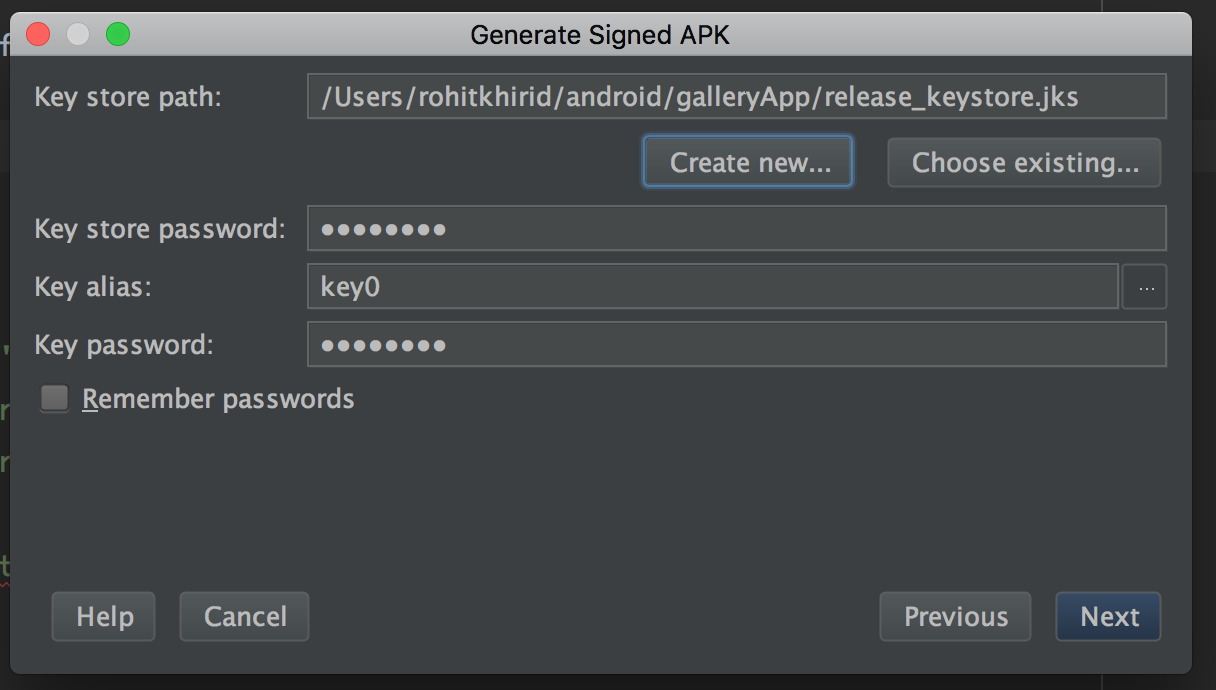 Generate Signed APK
Key store path: /Users/rohitkhirid/android/galleryApp/release_keystore.jks
Create new... Choose existing...
Key store password: ••••••••
Key alias: key0 ...
Key password: ••••••••
Remember passwords
Help Cancel Previous Next